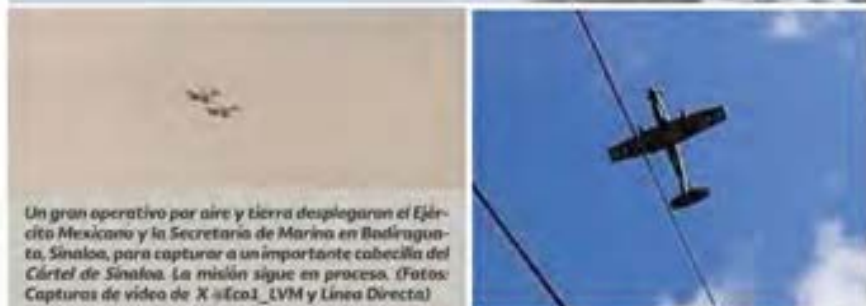 Un gran operativo por aire y tierra desplegaron el Ejér-
cito Mexicano y la Secretaría de Marina en Badiragua-
to, Sinaloa, para capturar a un importante cabecilla del
Cártel de Sinaloa. La misión sigue en proceso. (Fotos:
Capturas de video de X @Eco1_LVM y Línea Directa)